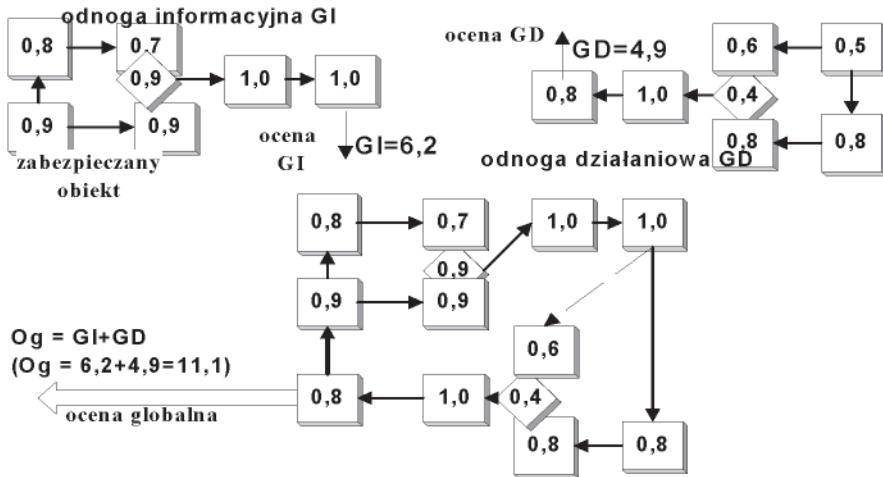 odnoga informacyjna GI
0,8
0,7
0,9
1,0
1,0
0,9
0,9
zabezpieczany
obiekt
ocena
GI
GI=6,2
ocena GD
GD=4,9
0,6
0,5
0,8
1,0
0,4
0,8
0,8
odnoga działaniowa GD
0,8
0,7
1,0
1,0
0,9
0,9
0,9
Og = GI+GD
(Og = 6,2+4,9=11,1)
0,6
0,8
1,0
0,4
ocena globalna
0,8
0,8